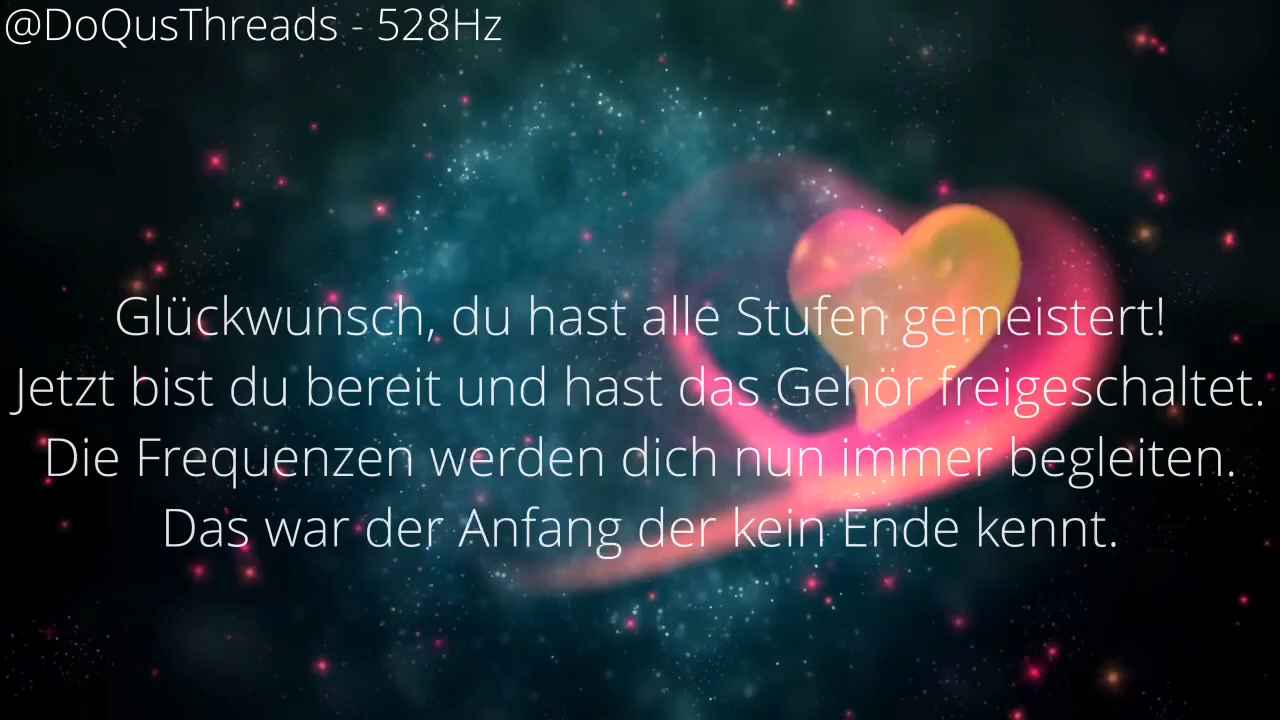 @DoQusThreads - 528Hz
Glückwunsch, du hast alle Stufen gemeistert!
Jetzt bist du bereit und hast das Gehör freigeschaltet.
Die Frequenzen werden dich nun immer begleiten.
Das war der Anfang der kein Ende kennt.